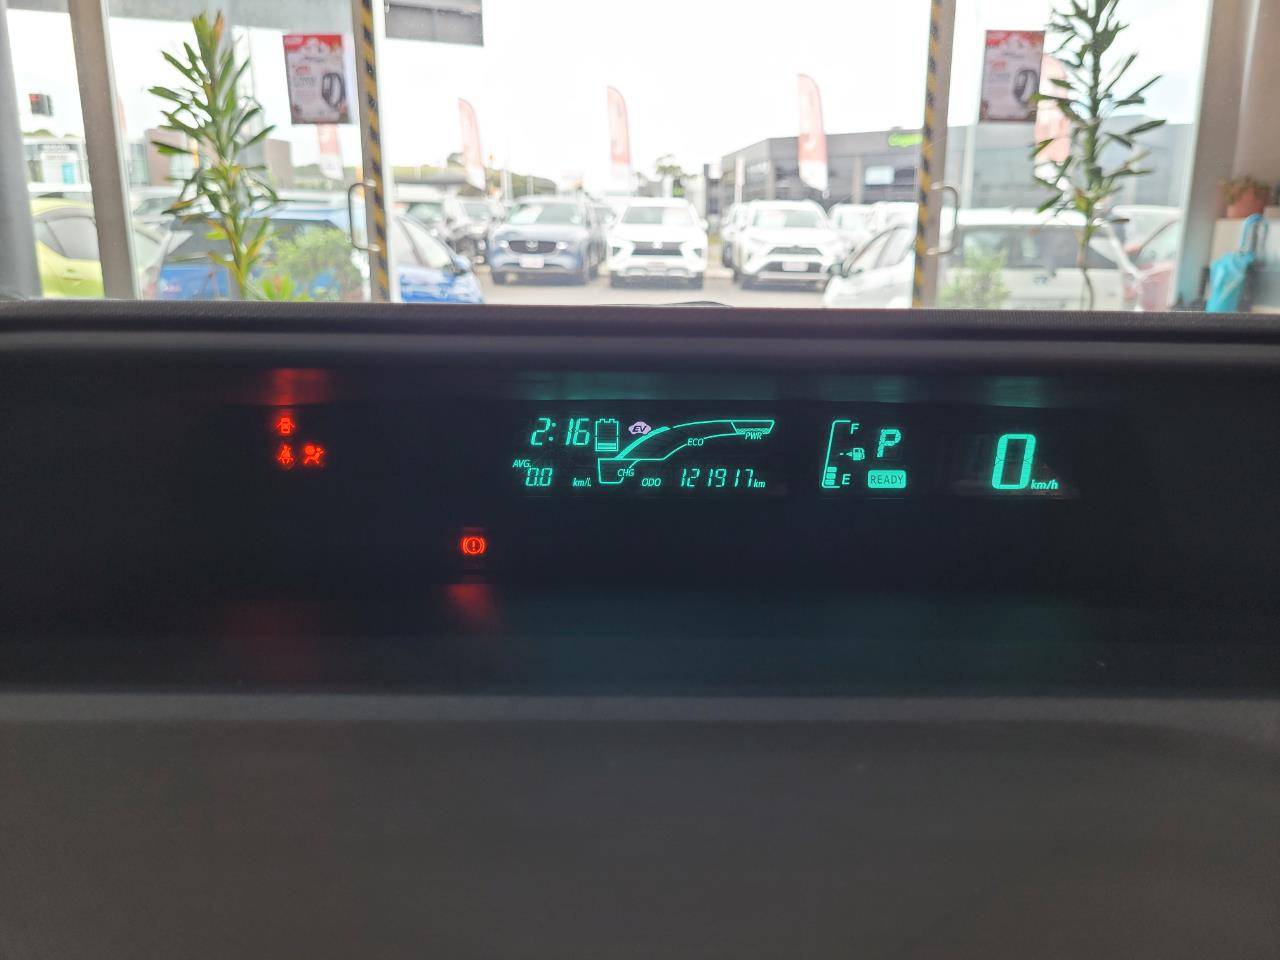 2:16
EV
ECO
PWR
CHG
AVG.
0.0 km/L
ODO 121917 km
F
E
P
READY
0 km/h